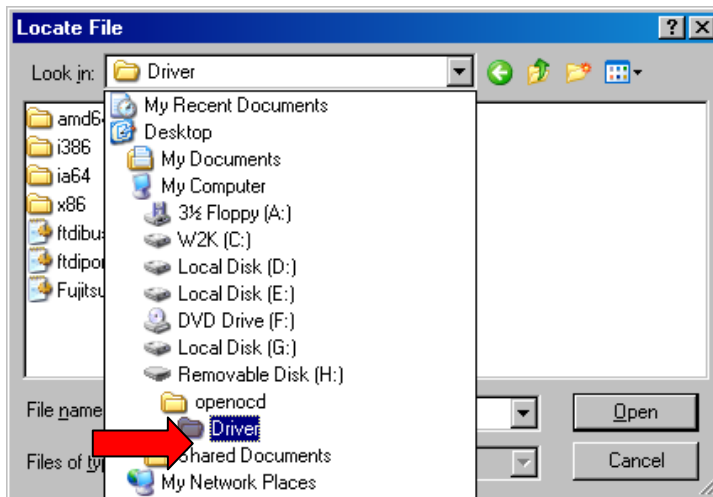 Locate File
Look in: Driver
My Recent Documents
Desktop
My Documents
My Computer
3½ Floppy (A:)
W2K (C:)
Local Disk (D:)
Local Disk (E:)
DVD Drive (F:)
Local Disk (G:)
Removable Disk (H:)
openocd
Driver
Shared Documents
My Network Places
amd64
i386
ia64
x86
ftdibu
ftdipo
Fujitsu
File name
Open
Files of ty
Cancel